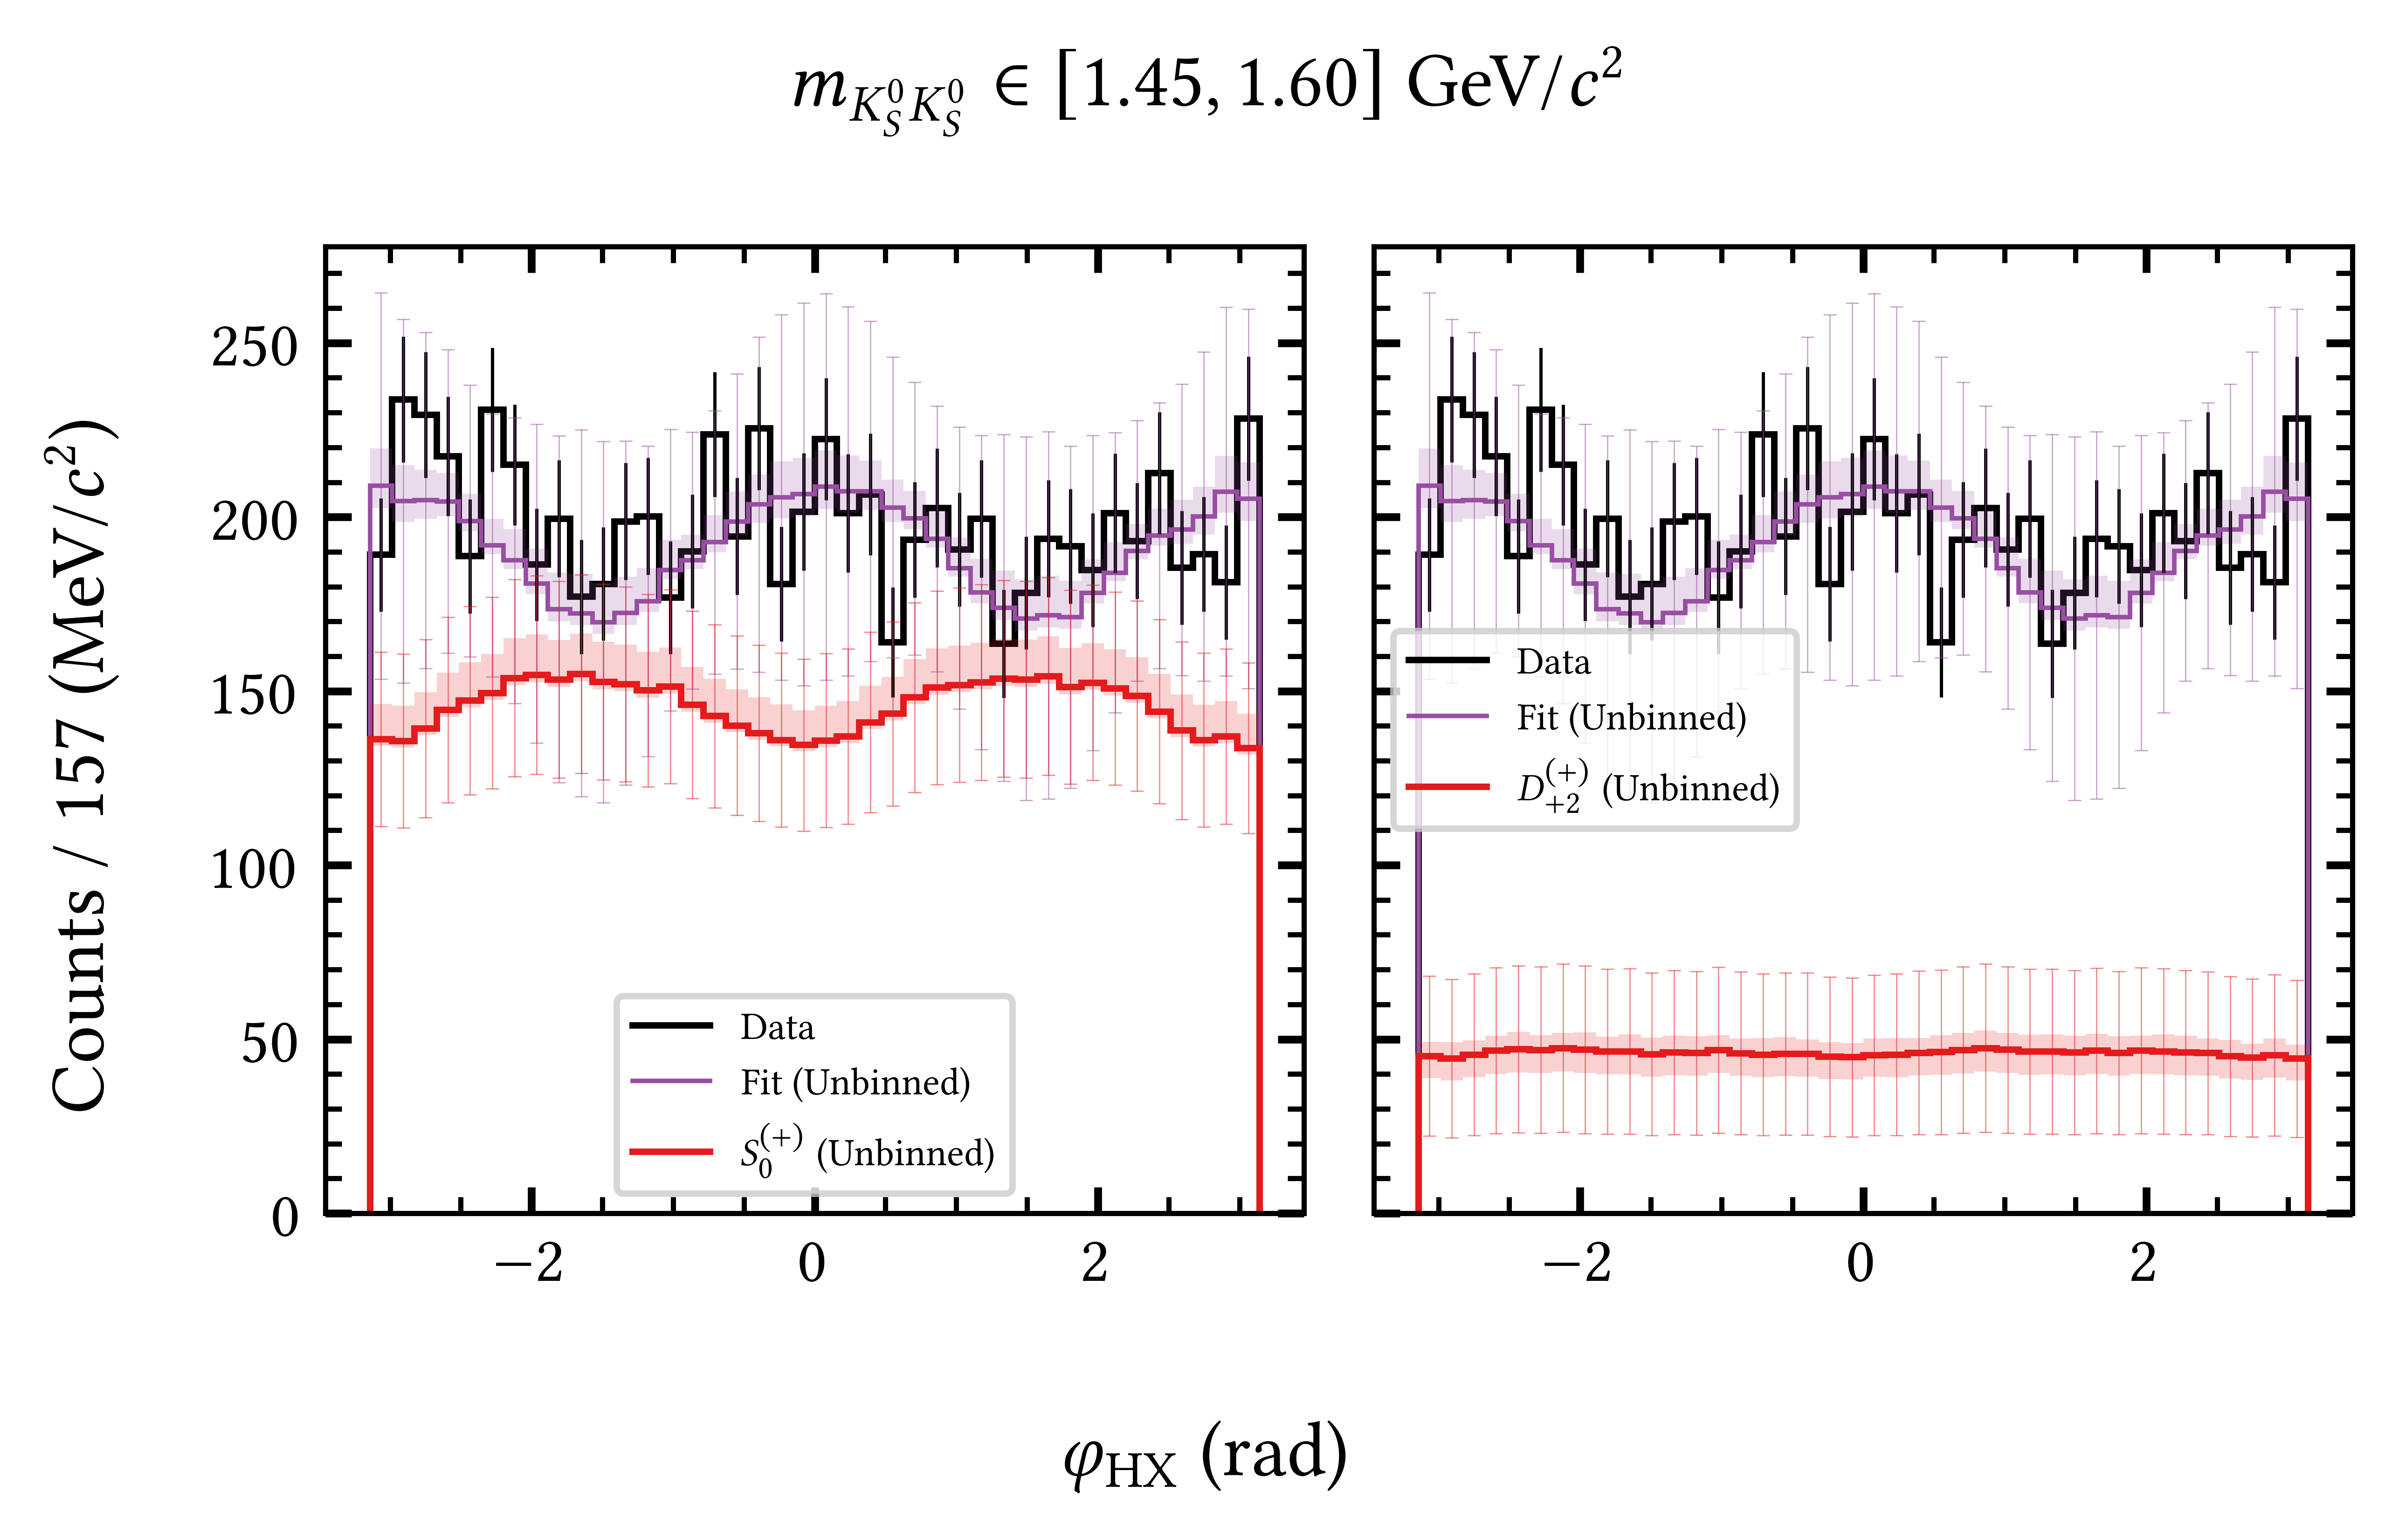 m_{K_S^0 K_S^0} ∈ [1.45, 1.60] GeV/c²
Counts / 157 (MeV/c²)
250
200
150
100
50
0
Data
Fit (Unbinned)
S_0^{(+)} (Unbinned)
−2 0 2
Data
Fit (Unbinned)
D_{+2}^{(+)} (Unbinned)
−2 0 2
φ_{HX} (rad)